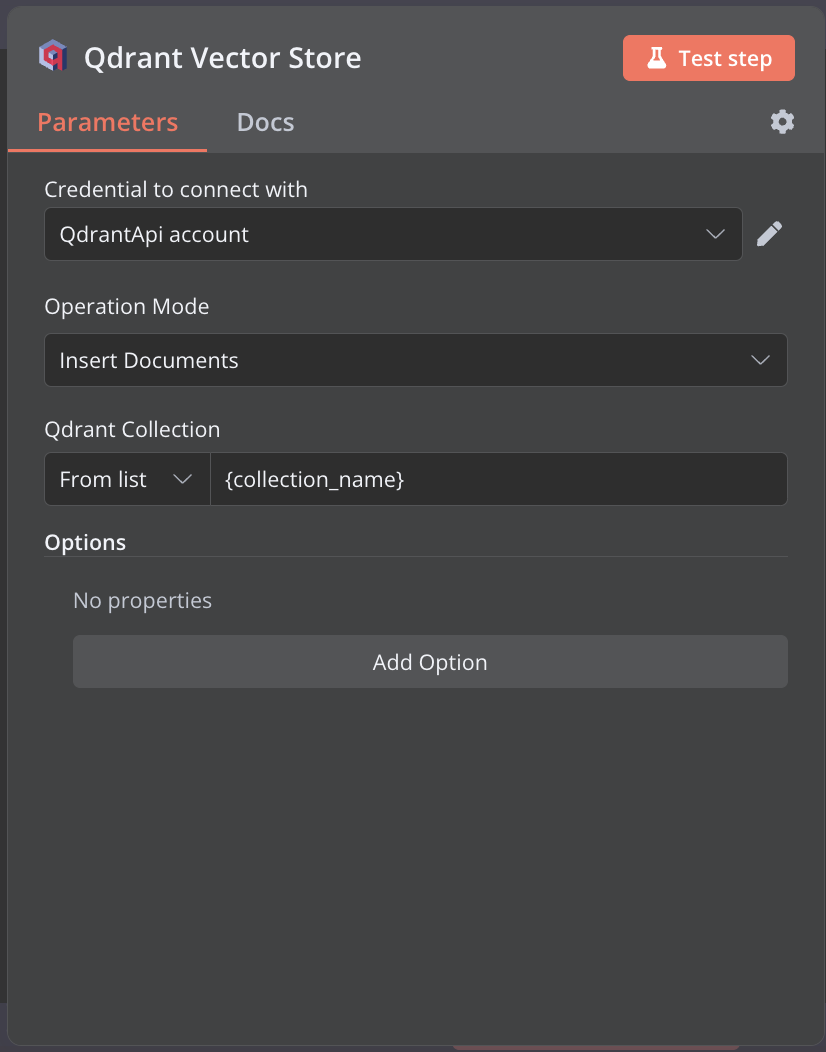 Qdrant Vector Store
Test step
Parameters
Docs
Credential to connect with
QdrantApi account
Operation Mode
Insert Documents
Qdrant Collection
From list
{collection_name}
Options
No properties
Add Option